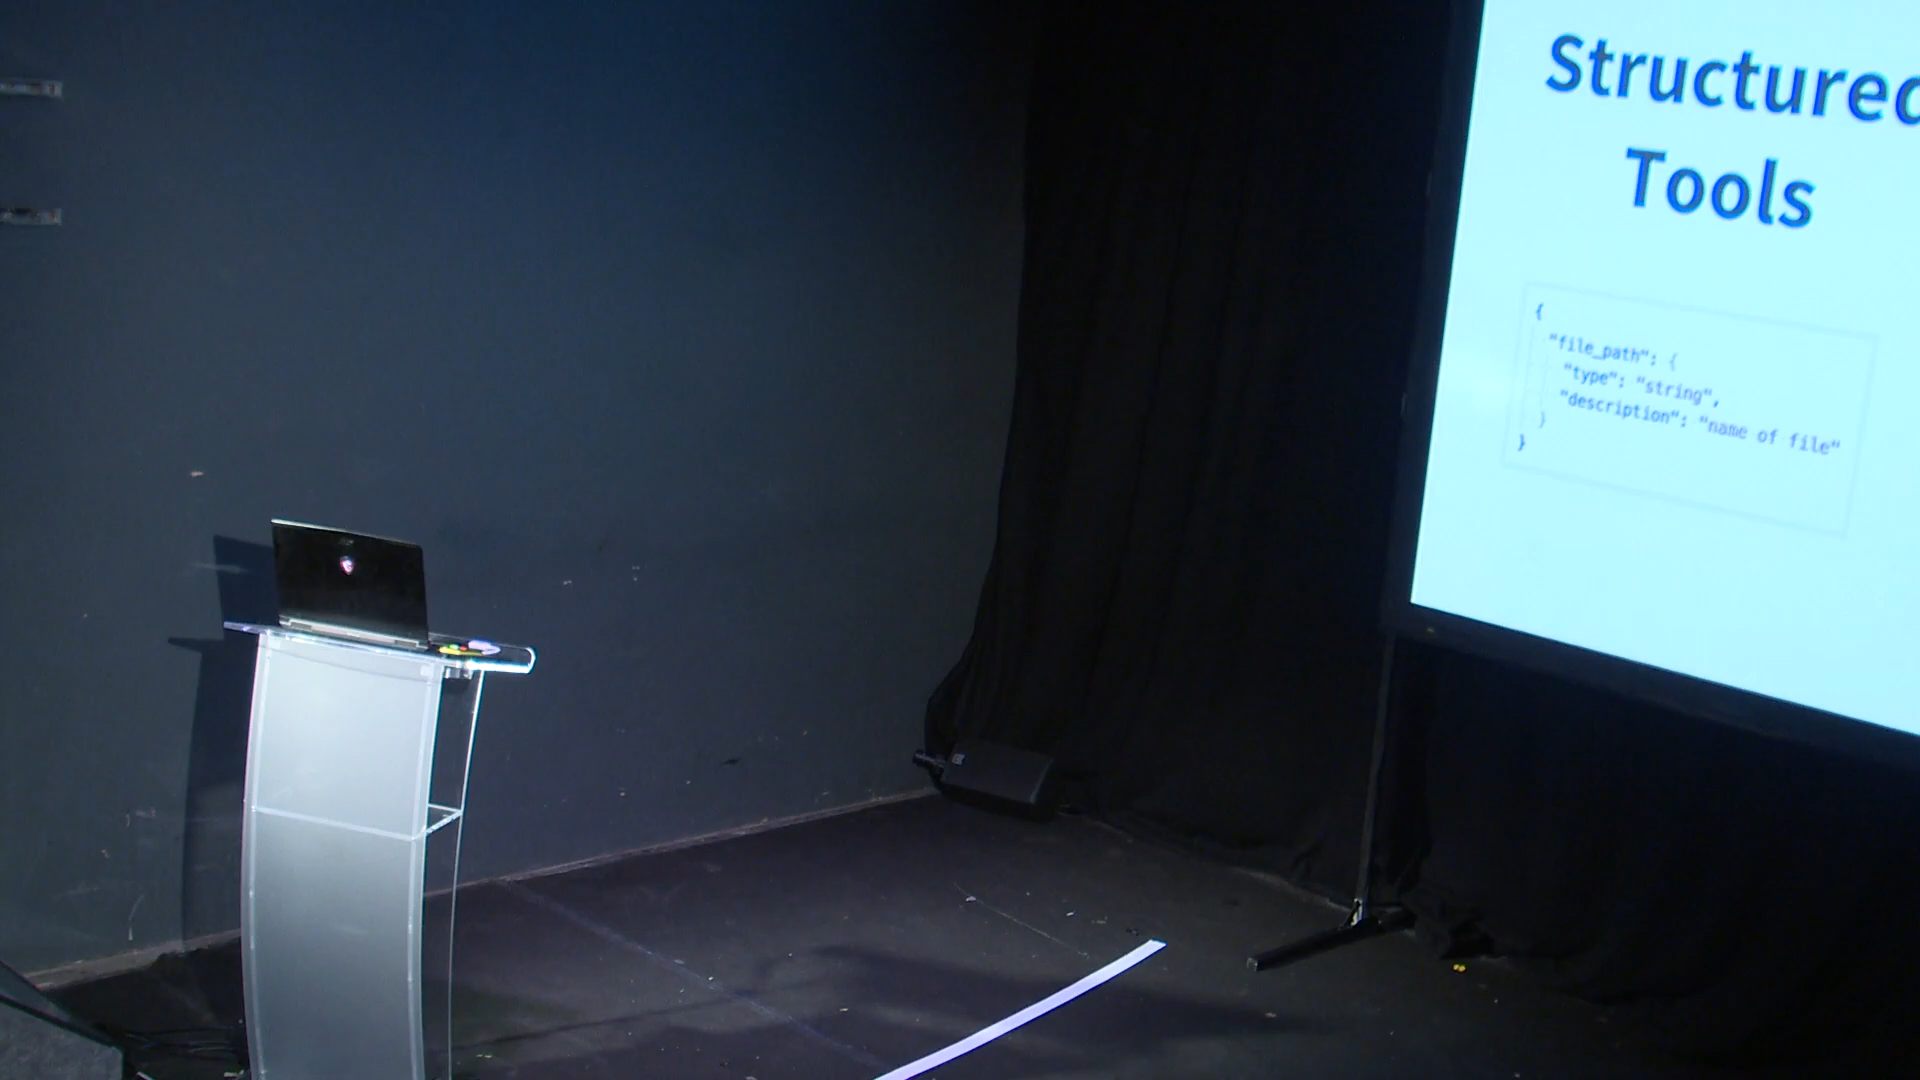 Structured
Tools
{
"file_path": {
"type": "string",
"description": "name of file"
}
}